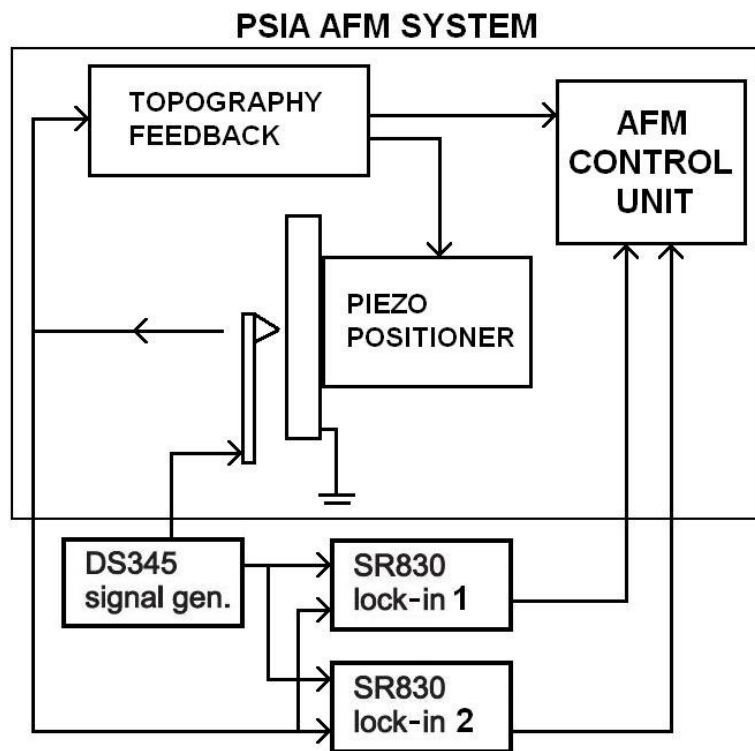 PSIA AFM SYSTEM
TOPOGRAPHY
FEEDBACK
AFM
CONTROL
UNIT
PIEZO
POSITIONER
DS345
signal gen.
SR830
lock-in 1
SR830
lock-in 2